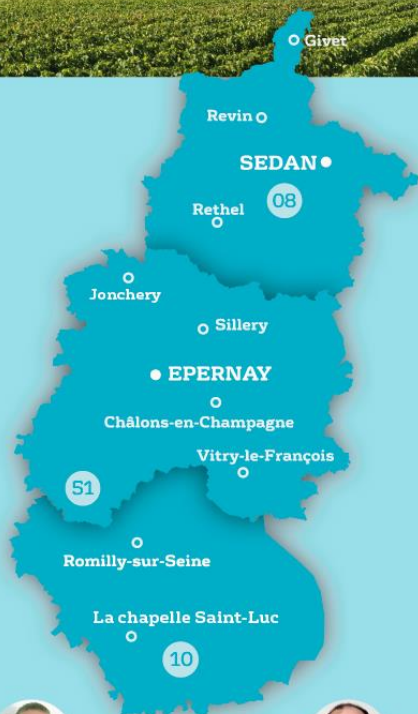 Givet
Revin
SEDAN
08
Rethel
Jonchery
Sillery
EPERNAY
Châlons-en-Champagne
Vitry-le-François
51
Romilly-sur-Seine
La chapelle Saint-Luc
10